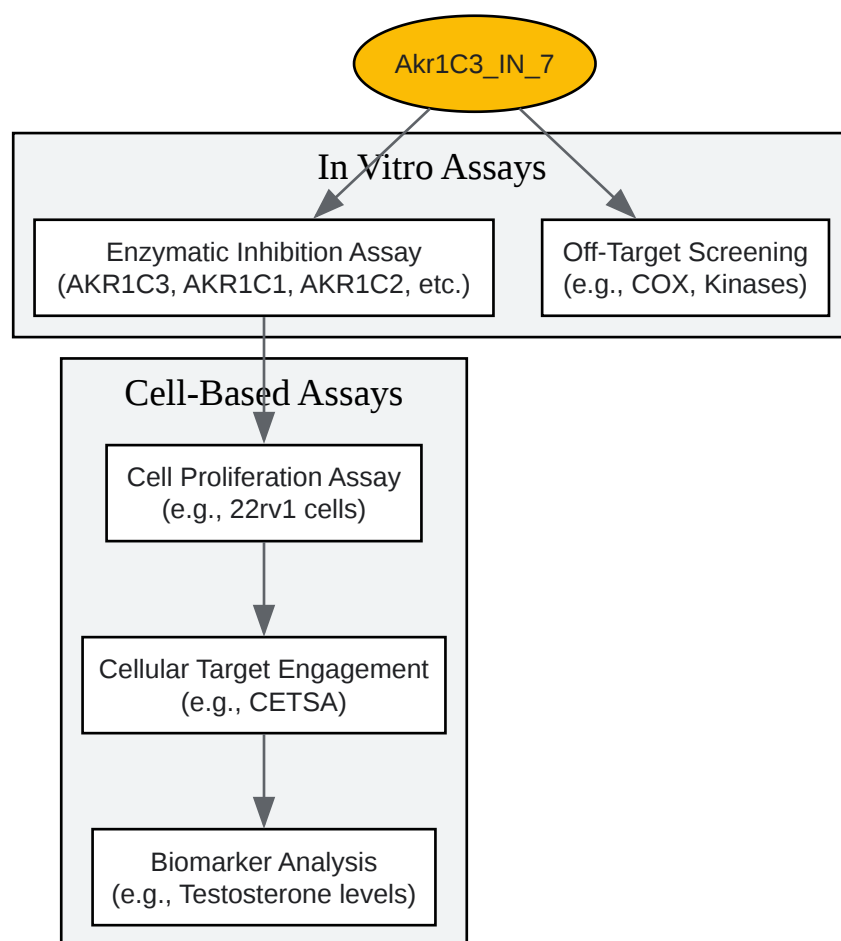 Akr1C3_IN_7
In Vitro Assays
Enzymatic Inhibition Assay
(AKR1C3, AKR1C1, AKR1C2, etc.)
Off-Target Screening
(e.g., COX, Kinases)
Cell-Based Assays
Cell Proliferation Assay
(e.g., 22rv1 cells)
Cellular Target Engagement
(e.g., CETSA)
Biomarker Analysis
(e.g., Testosterone levels)